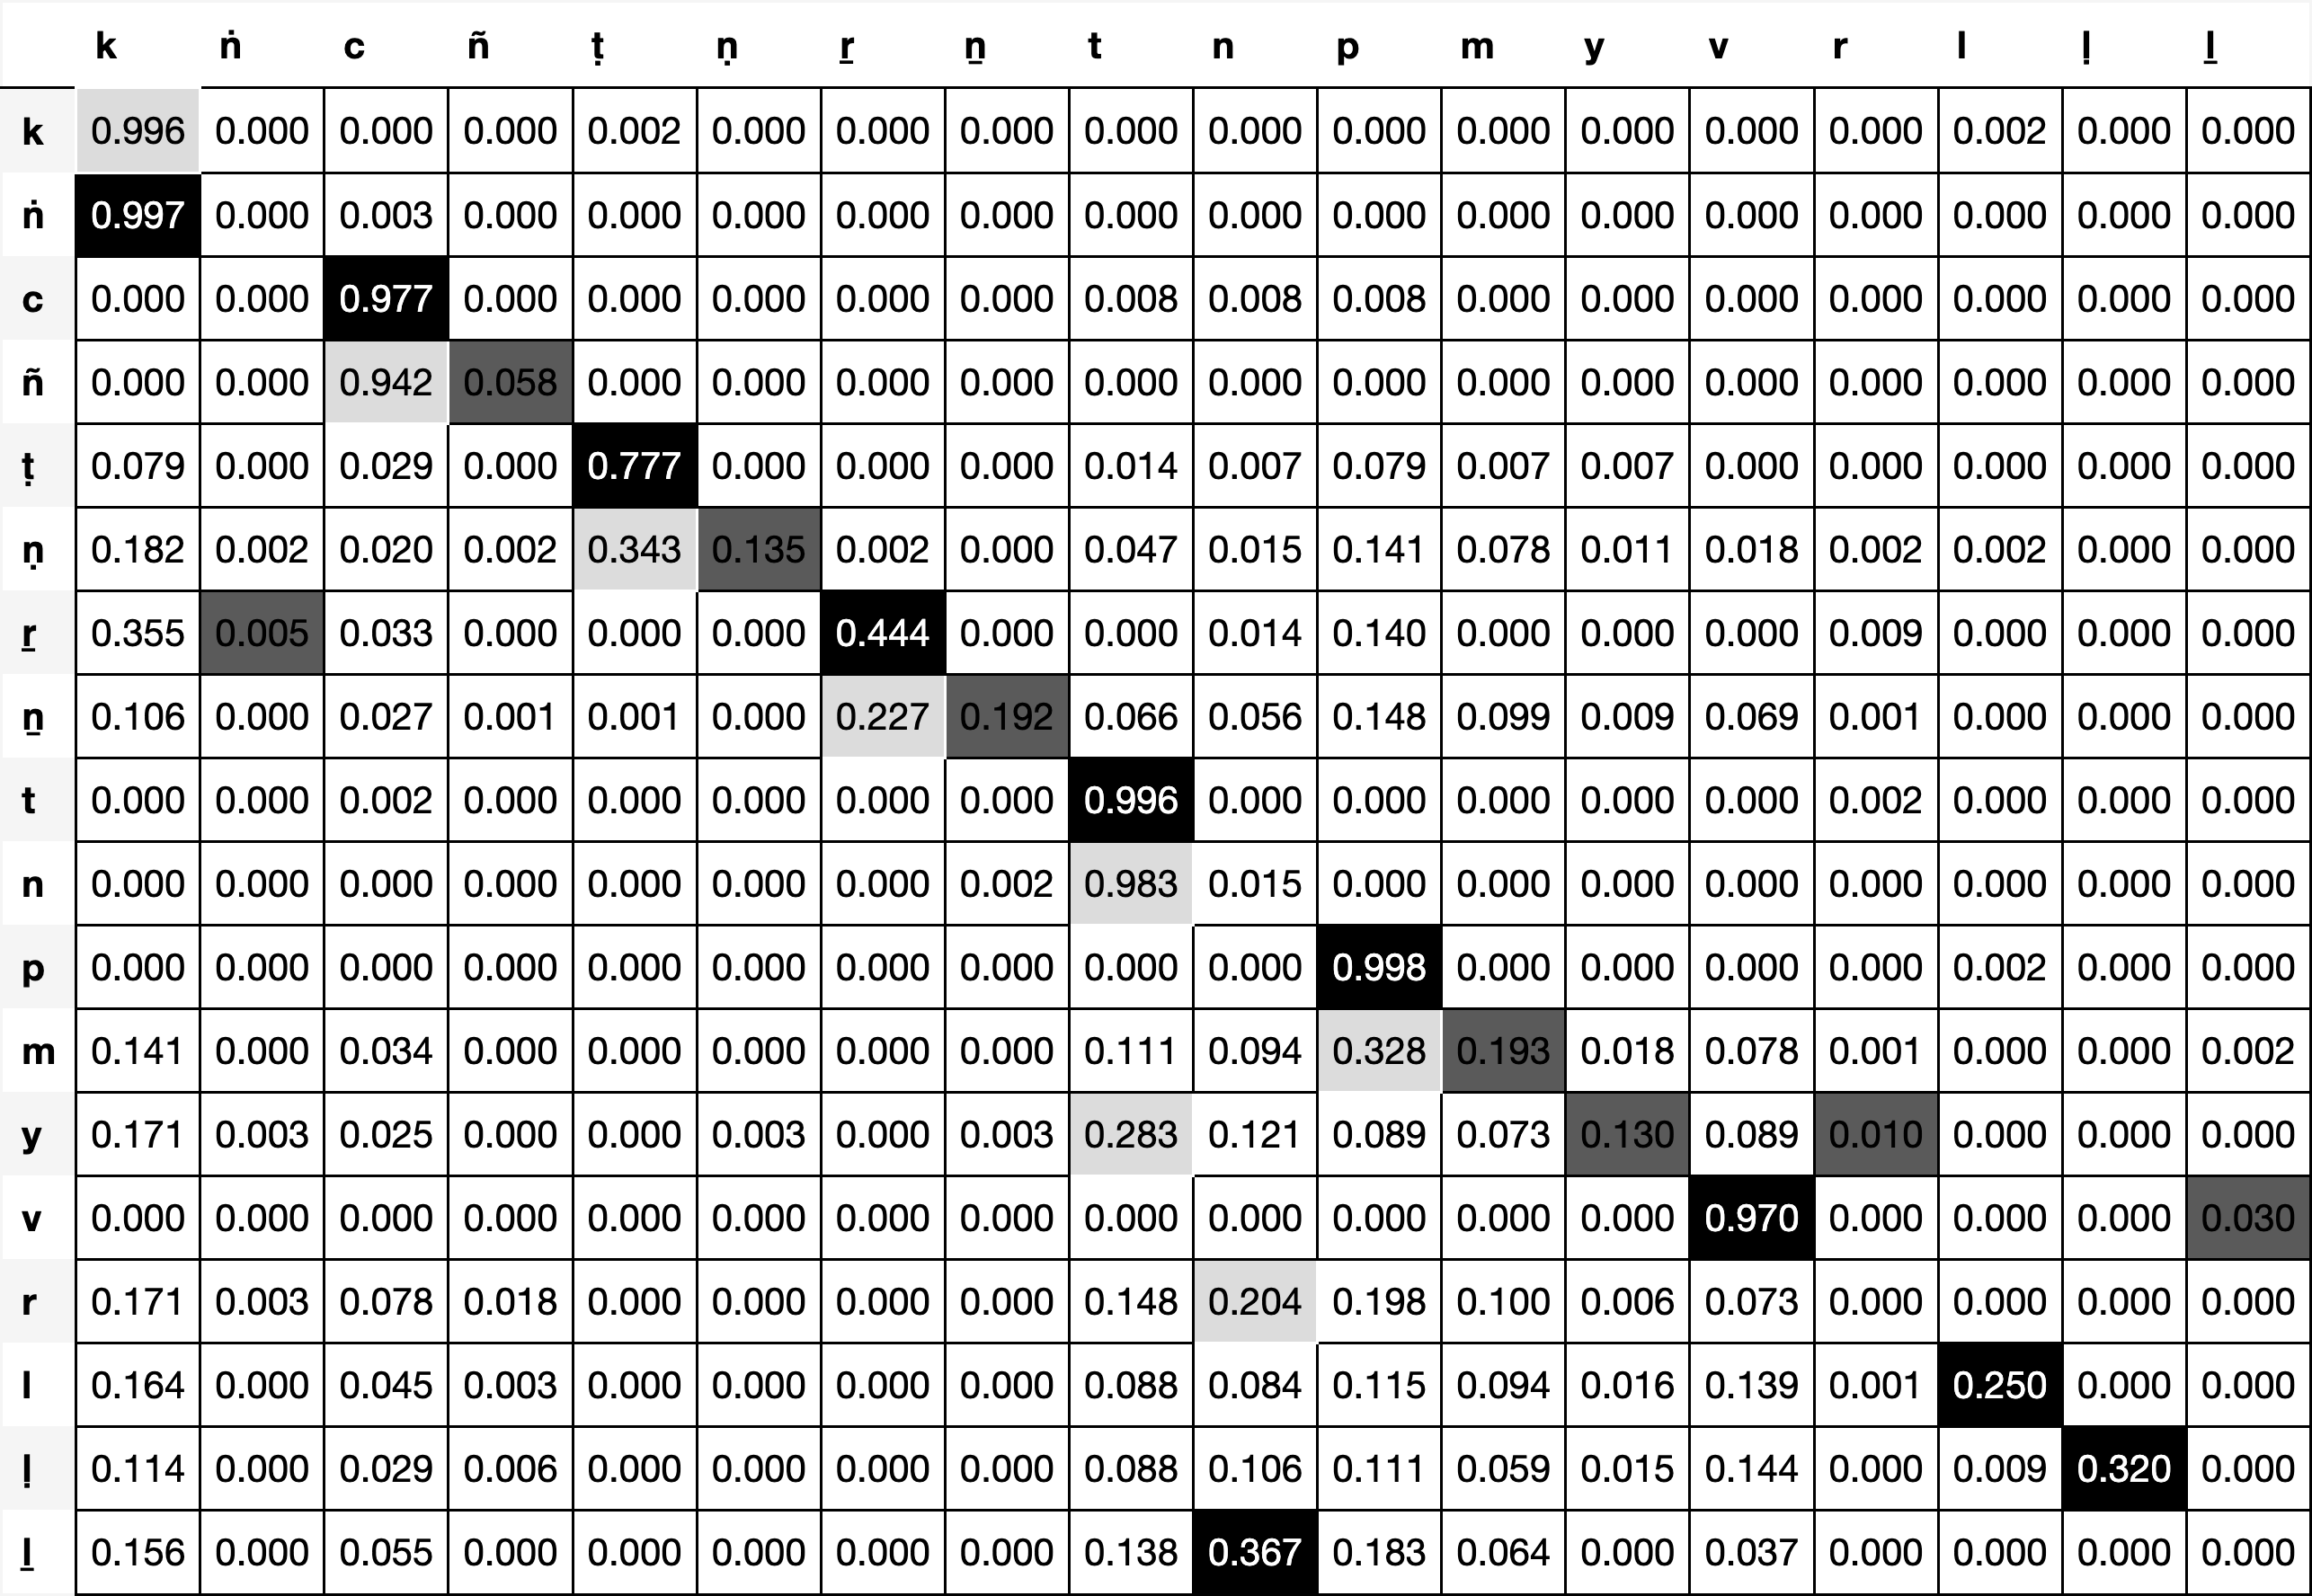 k ṅ c ñ ṭ ṇ ṟ ṉ t n p m y v r l ḷ ḻ
k 0.996 0.000 0.000 0.000 0.002 0.000 0.000 0.000 0.000 0.000 0.000 0.000 0.000 0.000 0.000 0.002 0.000 0.000
ṅ 0.997 0.000 0.003 0.000 0.000 0.000 0.000 0.000 0.000 0.000 0.000 0.000 0.000 0.000 0.000 0.000 0.000 0.000
c 0.000 0.000 0.977 0.000 0.000 0.000 0.000 0.000 0.008 0.008 0.008 0.000 0.000 0.000 0.000 0.000 0.000 0.000
ñ 0.000 0.000 0.942 0.058 0.000 0.000 0.000 0.000 0.000 0.000 0.000 0.000 0.000 0.000 0.000 0.000 0.000 0.000
ṭ 0.079 0.000 0.029 0.000 0.777 0.000 0.000 0.000 0.014 0.007 0.079 0.007 0.007 0.000 0.000 0.000 0.000 0.000
ṇ 0.182 0.002 0.020 0.002 0.343 0.135 0.002 0.000 0.047 0.015 0.141 0.078 0.011 0.018 0.002 0.002 0.000 0.000
ṟ 0.355 0.005 0.033 0.000 0.000 0.000 0.444 0.000 0.000 0.014 0.140 0.000 0.000 0.000 0.009 0.000 0.000 0.000
ṉ 0.106 0.000 0.027 0.001 0.001 0.000 0.227 0.192 0.066 0.056 0.148 0.099 0.009 0.069 0.001 0.000 0.000 0.000
t 0.000 0.000 0.002 0.000 0.000 0.000 0.000 0.000 0.996 0.000 0.000 0.000 0.000 0.000 0.002 0.000 0.000 0.000
n 0.000 0.000 0.000 0.000 0.000 0.000 0.000 0.002 0.983 0.015 0.000 0.000 0.000 0.000 0.000 0.000 0.000 0.000
p 0.000 0.000 0.000 0.000 0.000 0.000 0.000 0.000 0.000 0.000 0.998 0.000 0.000 0.000 0.000 0.002 0.000 0.000
m 0.141 0.000 0.034 0.000 0.000 0.000 0.000 0.000 0.111 0.094 0.328 0.193 0.018 0.078 0.001 0.000 0.000 0.002
y 0.171 0.003 0.025 0.000 0.000 0.003 0.000 0.003 0.283 0.121 0.089 0.073 0.130 0.089 0.010 0.000 0.000 0.000
v 0.000 0.000 0.000 0.000 0.000 0.000 0.000 0.000 0.000 0.000 0.000 0.000 0.000 0.970 0.000 0.000 0.000 0.030
r 0.171 0.003 0.078 0.018 0.000 0.000 0.000 0.000 0.148 0.204 0.198 0.100 0.006 0.073 0.000 0.000 0.000 0.000
l 0.164 0.000 0.045 0.003 0.000 0.000 0.000 0.000 0.088 0.084 0.115 0.094 0.016 0.139 0.001 0.250 0.000 0.000
ḷ 0.114 0.000 0.029 0.006 0.000 0.000 0.000 0.000 0.088 0.106 0.111 0.059 0.015 0.144 0.000 0.009 0.320 0.000
ḻ 0.156 0.000 0.055 0.000 0.000 0.000 0.000 0.000 0.138 0.367 0.183 0.064 0.000 0.037 0.000 0.000 0.000 0.000